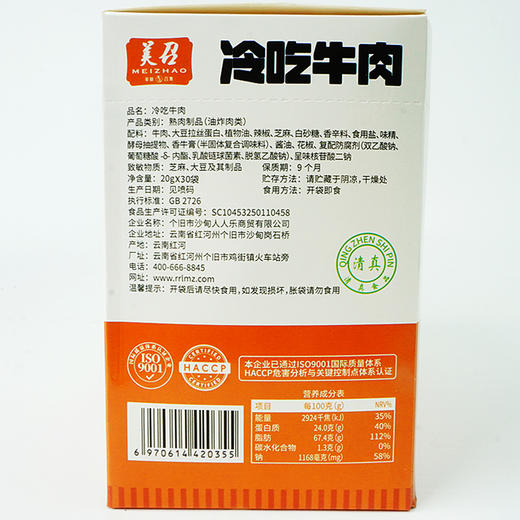 美召
MEIZHAO
冷吃牛肉
品名：冷吃牛肉
产品类别：熟肉制品（油炸肉类）
配料：牛肉、大豆拉丝蛋白、植物油、辣椒、芝麻、白砂糖、香辛料、食用盐、味精、
酵母抽提物、香牛膏（半固体复合调味料）、酱油、花椒、复配防腐剂（双乙酸钠、
葡萄糖酸-δ-内酯、乳酸链球菌素、脱氢乙酸钠）、呈味核苷酸二钠
致敏物质：芝麻、大豆及其制品 保质期：9个月
净含量：20gX30袋 贮存方法：请贮藏于阴凉,干燥处
生产日期：见喷码 食用方法：开袋即食
执行标准：GB 2726
食品生产许可证编号：SC10453250110458
企业名称：个旧市沙甸人人乐商贸有限公司
企业地址：云南省红河州个旧市沙甸岗石桥
产地：云南红河
厂址：云南省红河州个旧市鸡街镇火车站旁
电话：400-666-8845
网址：www.rrlmz.com
温馨提示：开袋后请尽快食用，如发现损坏，胀袋请勿食用
QING ZHEN SHI PIN
清真
清真食品
国际质量体系认证
ISO
9001
CERTIFIED
HACCP
CERTIFIED
本企业已通过ISO9001国际质量体系
HACCP危害分析与关键控制点体系认证
营养成分表
项目 每100克(g) NRV%
能量 2924千焦(kJ) 35%
蛋白质 24.0克(g) 40%
脂肪 67.4克(g) 112%
碳水化合物 1.3克(g) 0%
钠 1168毫克(mg) 58%
6 970614 420355